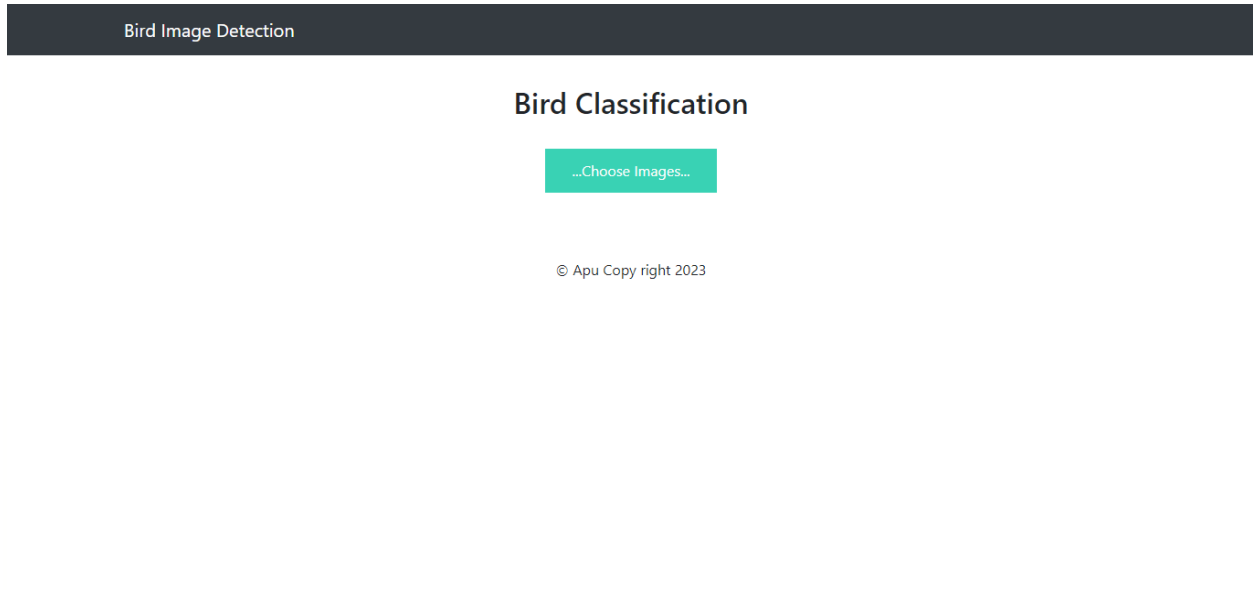 Bird Image Detection
Bird Classification
...Choose Images...
© Apu Copy right 2023